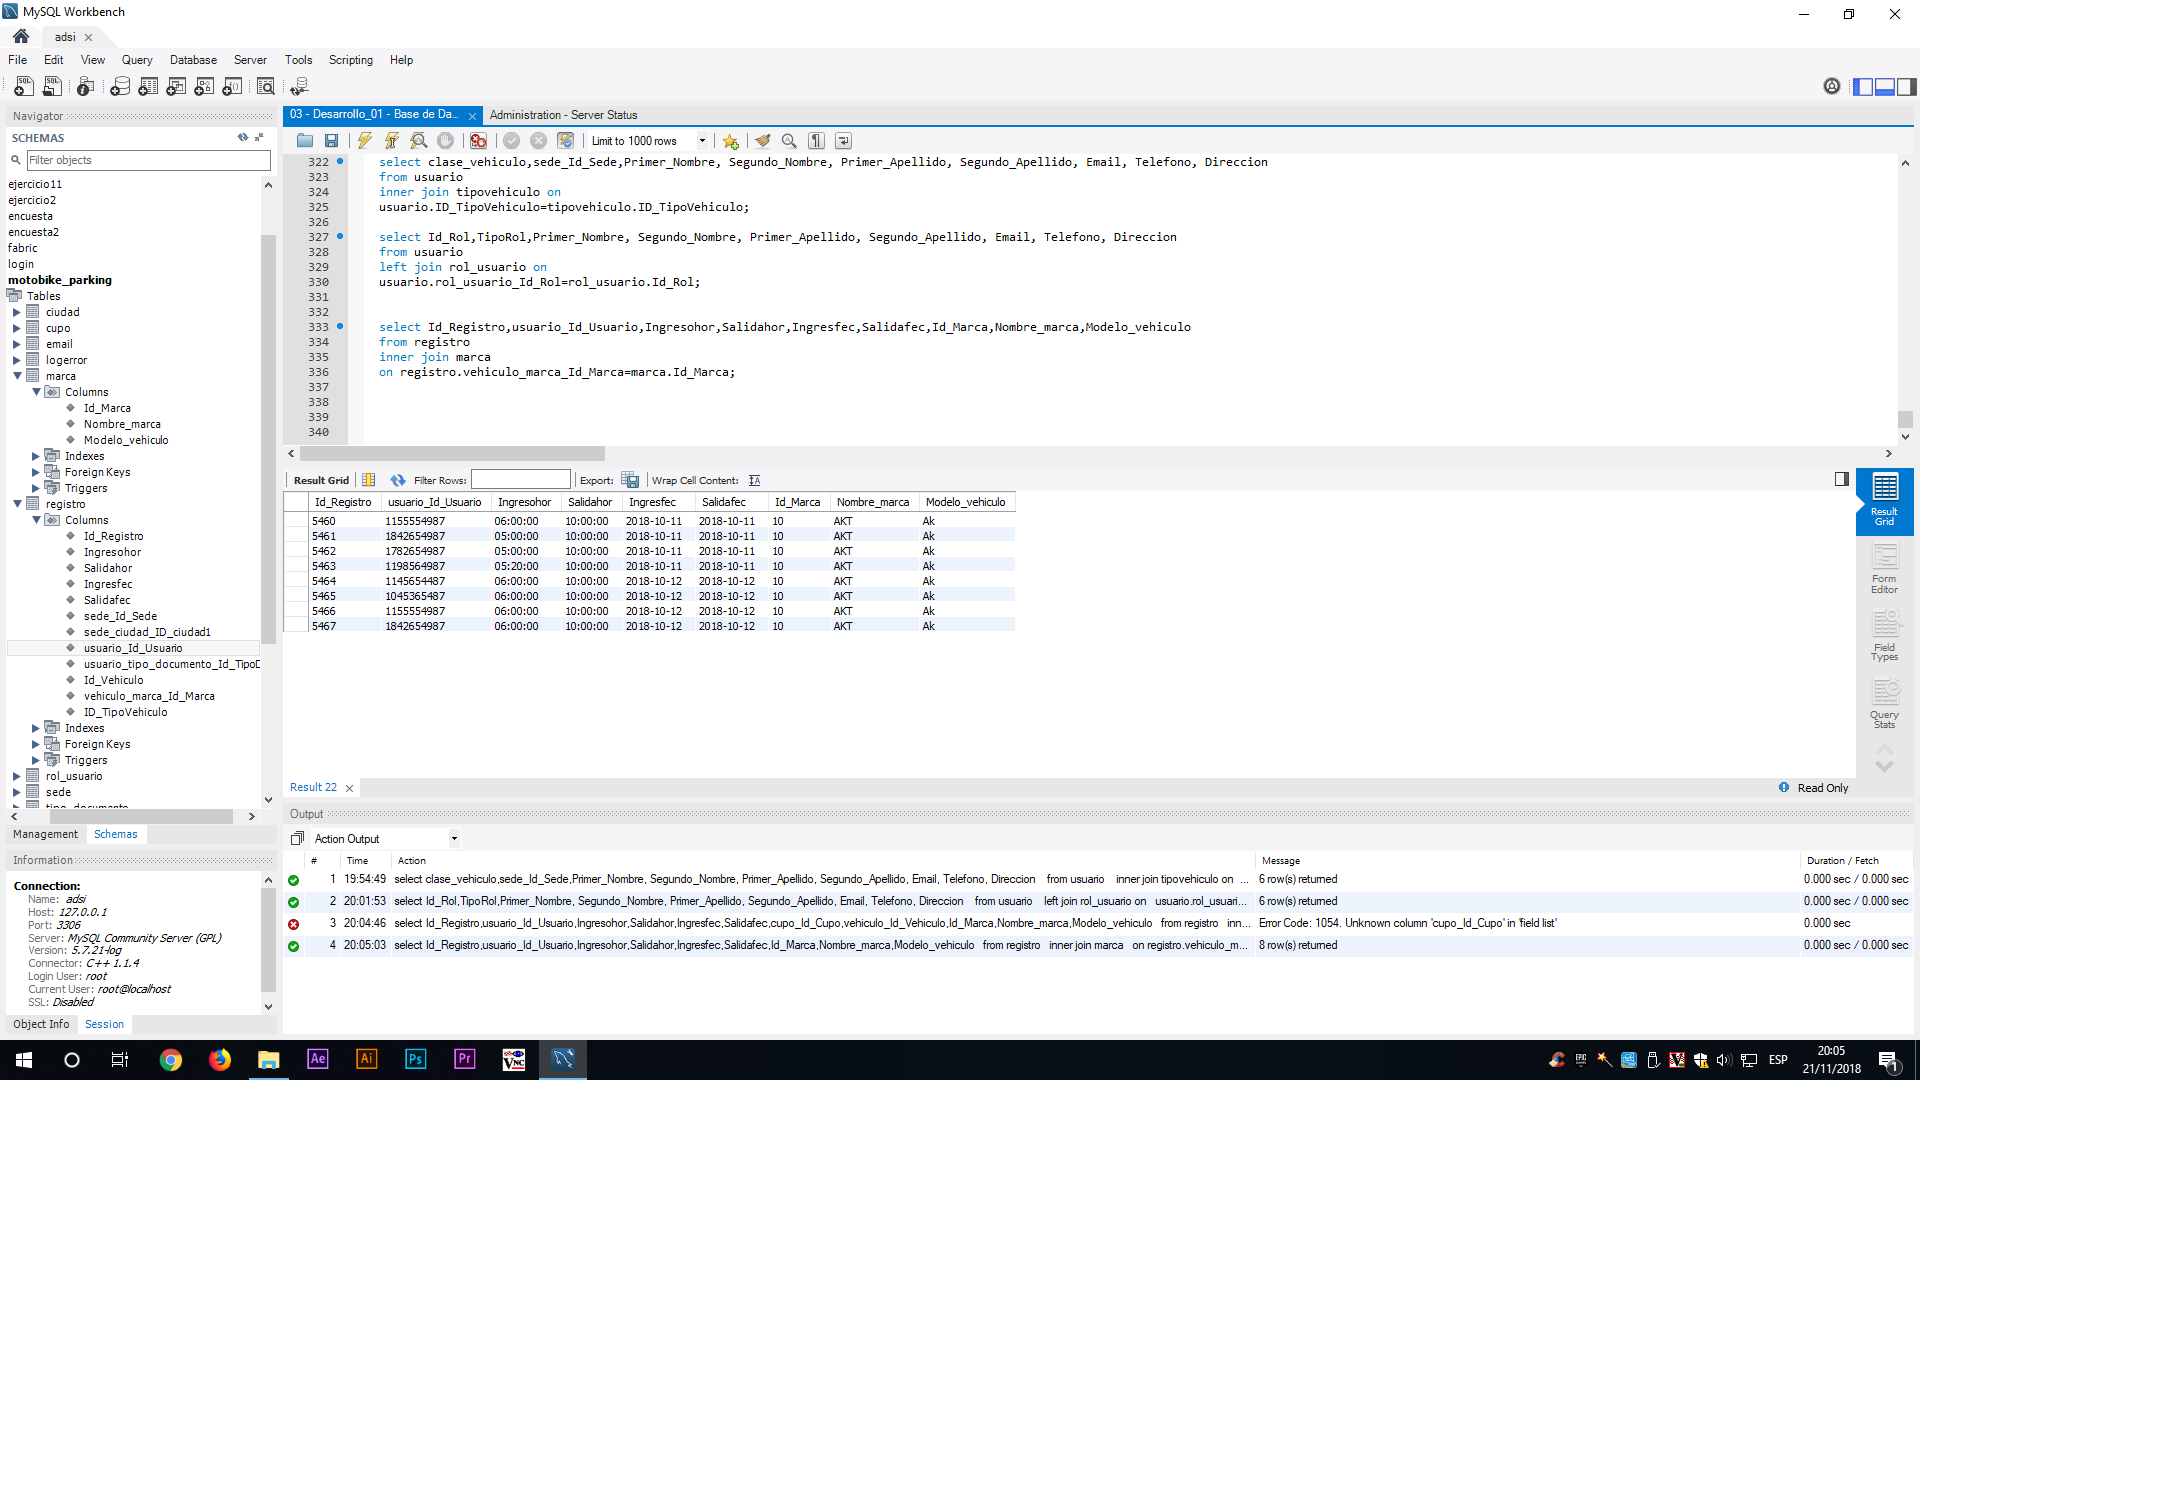 MySQL Workbench
adsi
File Edit View Query Database Server Tools Scripting Help
Navigator
SCHEMAS
Filter objects
ejercicio11
ejercicio2
encuesta
encuesta2
fabric
login
motobike_parking
Tables
ciudad
cupo
email
logerror
marca
Columns
Id_Marca
Nombre_marca
Modelo_vehiculo
Indexes
Foreign Keys
Triggers
registro
Columns
Id_Registro
Ingresohor
Salidahor
Ingresfec
Salidafec
sede_Id_Sede
sede_ciudad_ID_ciudad1
usuario_Id_Usuario
usuario_tipo_documento_Id_TipoD
Id_Vehiculo
vehiculo_marca_Id_Marca
ID_TipoVehiculo
Indexes
Foreign Keys
Triggers
rol_usuario
sede
tipo_documento
Management Schemas
Information
Connection:
Name: adsi
Host: 127.0.0.1
Port: 3306
Server: MySQL Community Server (GPL)
Version: 5.7.21-log
Connector: C++ 1.1.4
Login User: root
Current User: root@localhost
SSL: Disabled
Object Info Session
03 - Desarrollo_01 - Base de Da... Administration - Server Status
Limit to 1000 rows
322 select clase_vehiculo,sede_Id_Sede,Primer_Nombre, Segundo_Nombre, Primer_Apellido, Segundo_Apellido, Email, Telefono, Direccion
323 from usuario
324 inner join tipovehiculo on
325 usuario.ID_TipoVehiculo=tipovehiculo.ID_TipoVehiculo;
326
327 select Id_Rol,TipoRol,Primer_Nombre, Segundo_Nombre, Primer_Apellido, Segundo_Apellido, Email, Telefono, Direccion
328 from usuario
329 left join rol_usuario on
330 usuario.rol_usuario_Id_Rol=rol_usuario.Id_Rol;
331
332
333 select Id_Registro,usuario_Id_Usuario,Ingresohor,Salidahor,Ingresfec,Salidafec,Id_Marca,Nombre_marca,Modelo_vehiculo
334 from registro
335 inner join marca
336 on registro.vehiculo_marca_Id_Marca=marca.Id_Marca;
337
338
339
340
Result Grid Filter Rows: Export: Wrap Cell Content:
Id_Registro usuario_Id_Usuario Ingresohor Salidahor Ingresfec Salidafec Id_Marca Nombre_marca Modelo_vehiculo
5460 1155554987 06:00:00 10:00:00 2018-10-11 2018-10-11 10 AKT Ak
5461 1842654987 05:00:00 10:00:00 2018-10-11 2018-10-11 10 AKT Ak
5462 1782654987 05:00:00 10:00:00 2018-10-11 2018-10-11 10 AKT Ak
5463 1198564987 05:20:00 10:00:00 2018-10-11 2018-10-11 10 AKT Ak
5464 1145654487 06:00:00 10:00:00 2018-10-12 2018-10-12 10 AKT Ak
5465 1045365487 06:00:00 10:00:00 2018-10-12 2018-10-12 10 AKT Ak
5466 1155554987 06:00:00 10:00:00 2018-10-12 2018-10-12 10 AKT Ak
5467 1842654987 06:00:00 10:00:00 2018-10-12 2018-10-12 10 AKT Ak
Result
Grid
Form
Editor
Field
Types
Query
Stats
Result 22
Read Only
Output
Action Output
# Time Action Message Duration / Fetch
1 19:54:49 select clase_vehiculo,sede_Id_Sede,Primer_Nombre, Segundo_Nombre, Primer_Apellido, Segundo_Apellido, Email, Telefono, Direccion from usuario inner join tipovehiculo on ... 6 row(s) returned 0.000 sec / 0.000 sec
2 20:01:53 select Id_Rol,TipoRol,Primer_Nombre, Segundo_Nombre, Primer_Apellido, Segundo_Apellido, Email, Telefono, Direccion from usuario left join rol_usuario on usuario.rol_usuari... 6 row(s) returned 0.000 sec / 0.000 sec
3 20:04:46 select Id_Registro,usuario_Id_Usuario,Ingresohor,Salidahor,Ingresfec,Salidafec,cupo_Id_Cupo,vehiculo_Id_Vehiculo,Id_Marca,Nombre_marca,Modelo_vehiculo from registro inn... Error Code: 1054. Unknown column 'cupo_Id_Cupo' in 'field list' 0.000 sec
4 20:05:03 select Id_Registro,usuario_Id_Usuario,Ingresohor,Salidahor,Ingresfec,Salidafec,Id_Marca,Nombre_marca,Modelo_vehiculo from registro inner join marca on registro.vehiculo_m... 8 row(s) returned 0.000 sec / 0.000 sec
Ae Ai Ps Pr VNC
EPIC
ESP
20:05
21/11/2018
1